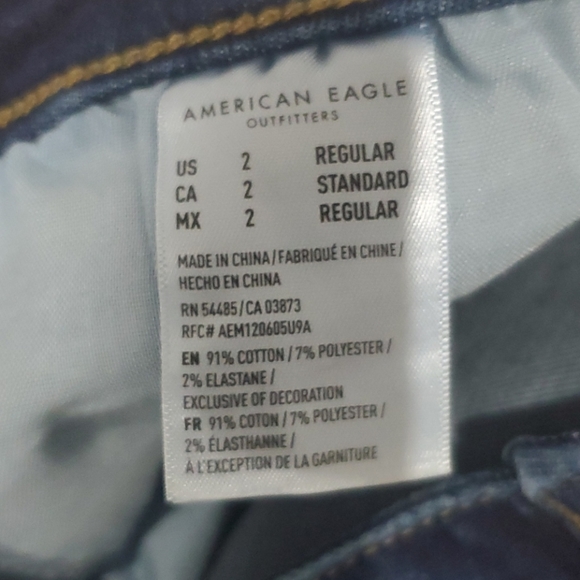 AMERICAN EAGLE
OUTFITTERS
US 2 REGULAR
CA 2 STANDARD
MX 2 REGULAR
MADE IN CHINA/FABRIQUÉ EN CHINE/
HECHO EN CHINA
RN 54485/CA 03873
RFC# AEM120605U9A
EN 91% COTTON/7% POLYESTER/
2% ELASTANE/
EXCLUSIVE OF DECORATION
FR 91% COTON/7% POLYESTER/
2% ÉLASTHANNE/
À L'EXCEPTION DE LA GARNITURE